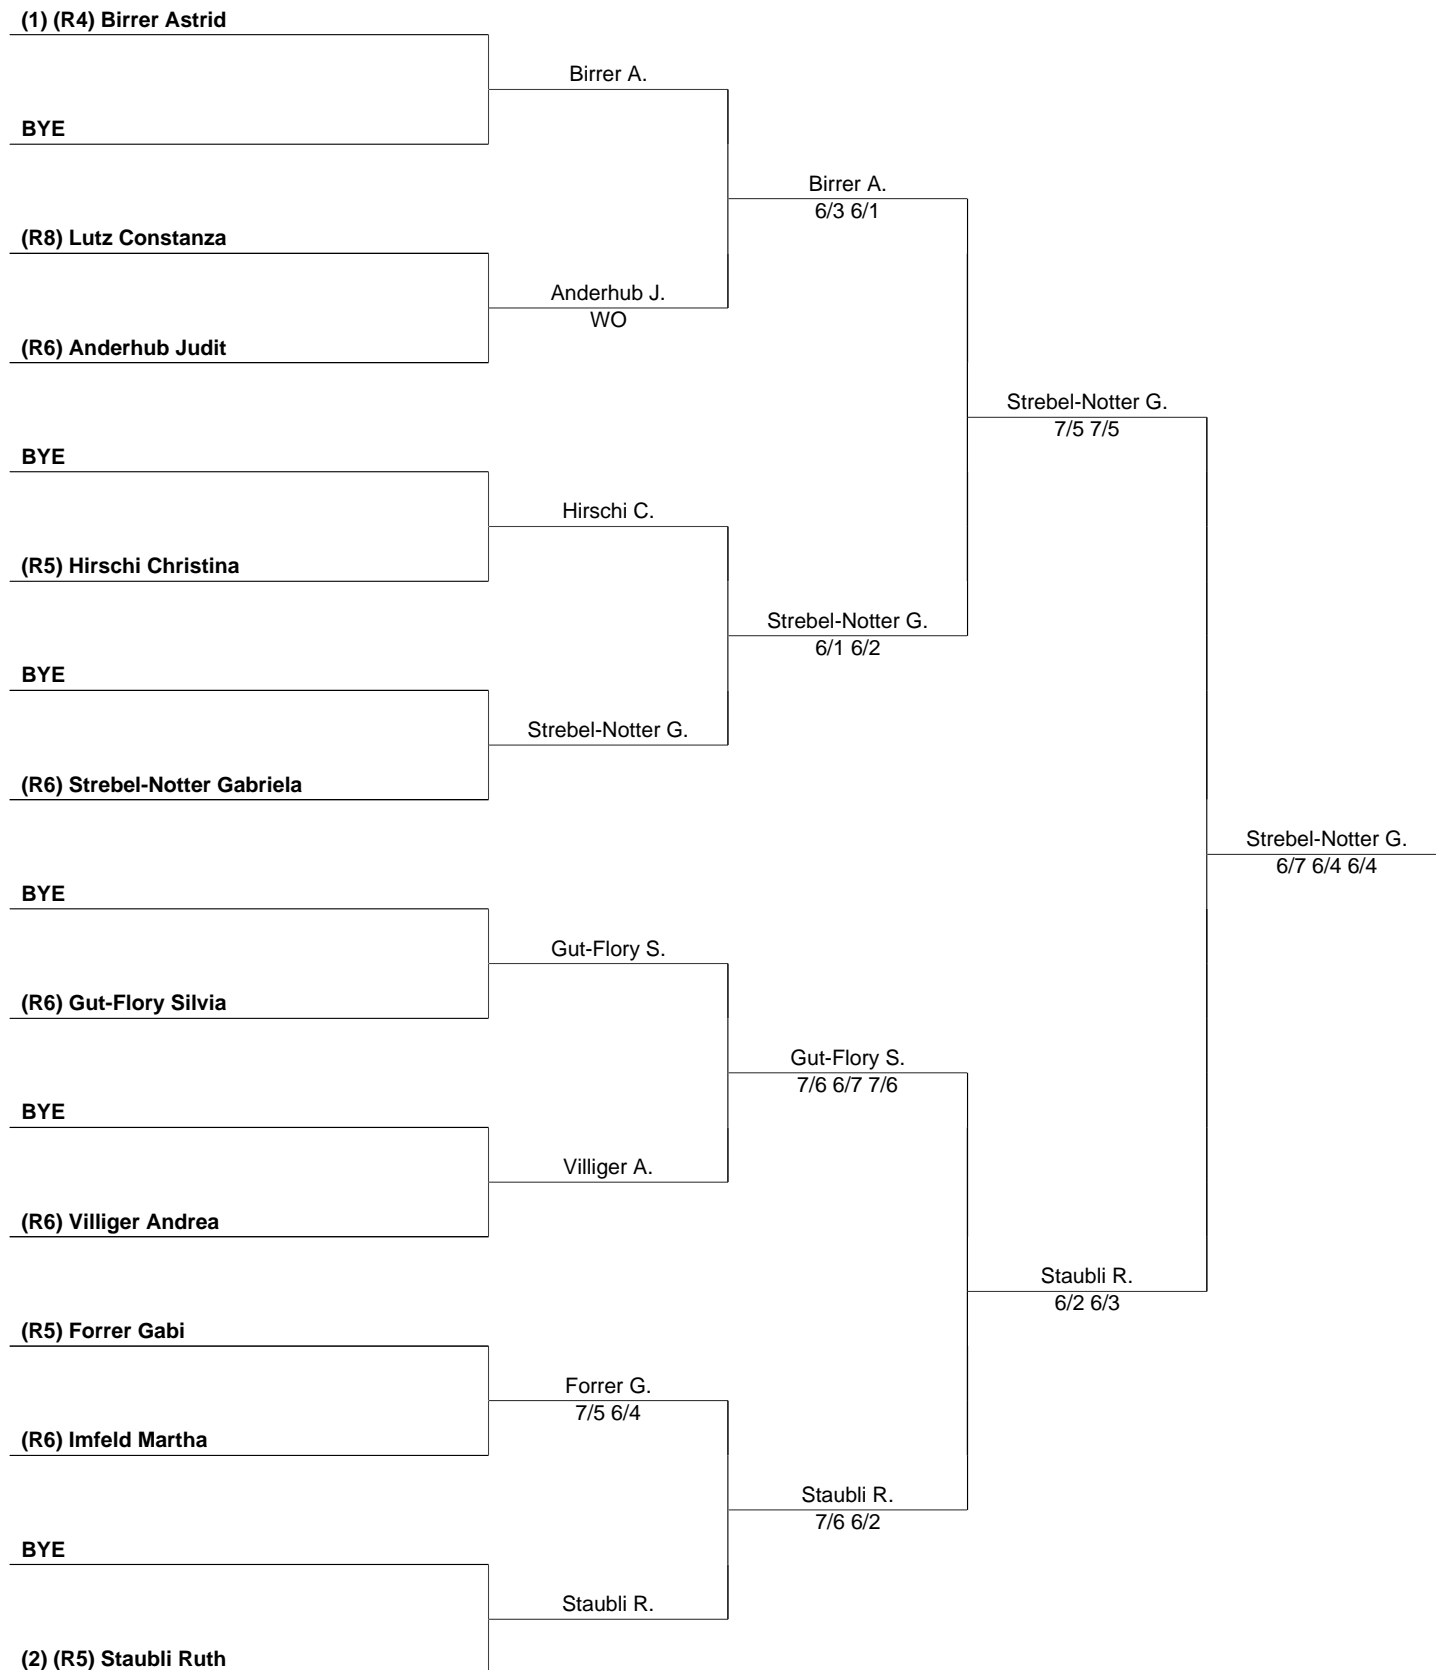 (1) (R4) Birrer Astrid
Birrer A.
BYE
Birrer A.
6/3 6/1
(R8) Lutz Constanza
Anderhub J.
WO
(R6) Anderhub Judit
Strebel-Notter G.
7/5 7/5
BYE
Hirschi C.
(R5) Hirschi Christina
Strebel-Notter G.
6/1 6/2
BYE
Strebel-Notter G.
(R6) Strebel-Notter Gabriela
Strebel-Notter G.
6/7 6/4 6/4
BYE
Gut-Flory S.
(R6) Gut-Flory Silvia
Gut-Flory S.
7/6 6/7 7/6
BYE
Villiger A.
(R6) Villiger Andrea
Staubli R.
6/2 6/3
(R5) Forrer Gabi
Forrer G.
7/5 6/4
(R6) Imfeld Martha
Staubli R.
7/6 6/2
BYE
Staubli R.
(2) (R5) Staubli Ruth